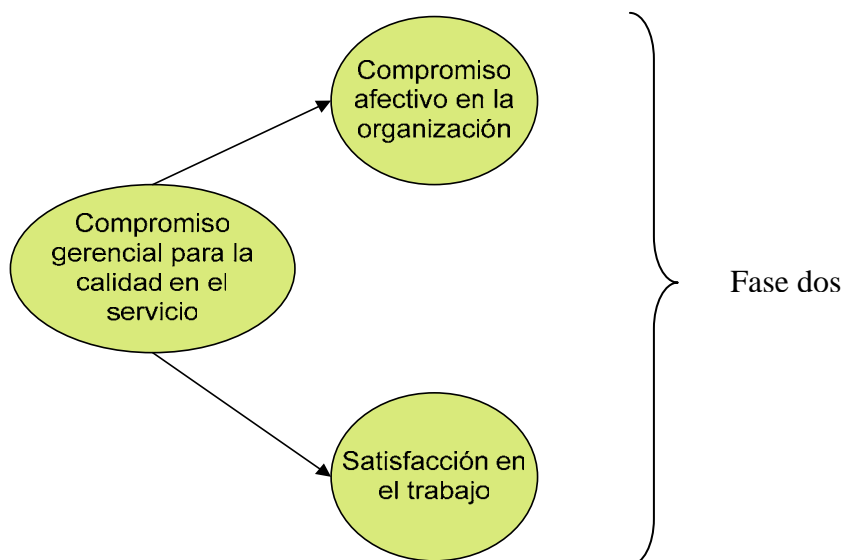 Compromiso
afectivo en la
organización
Compromiso
gerencial para la
calidad en el
servicio
Fase dos
Satisfacción en
el trabajo